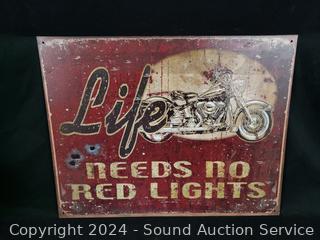 Life
NEEDS NO
RED LIGHTS
Copyright 2024 - Sound Auction Service